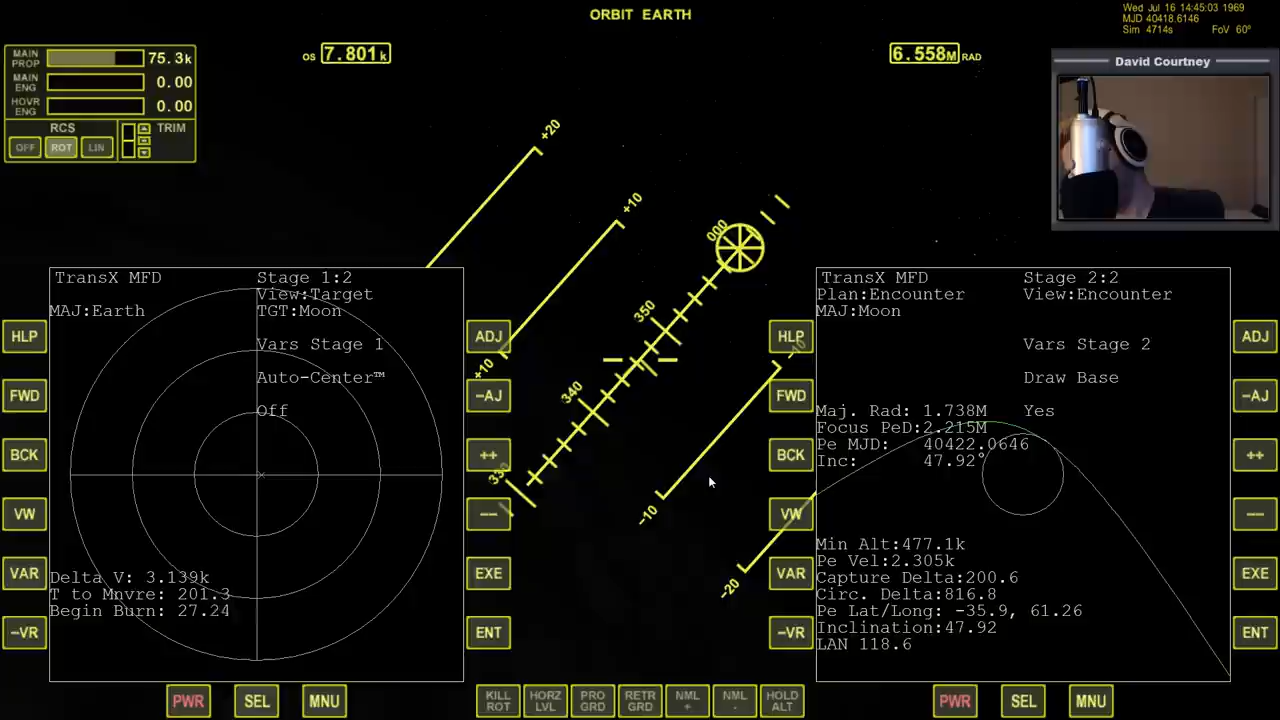 ORBIT EARTH
Wed Jul 16 14:45:03 1969
MJD 40418.6146
Sim 4714s
FoV 60°
MAIN PROP
75.3k
MAIN ENG
0.00
HOVR ENG
0.00
RCS
TRIM
OFF
ROT
LIN
OS 7.801k
6.558M RAD
David Courtney
+20
+10
000
350
340
330
+10
-10
-10
-20
TransX MFD
Stage 1:2
View:Target
MAJ:Earth
TGT:Moon
Vars Stage 1
Auto-Center™
Off
Delta V: 3.139k
T to Mnvre: 201.3
Begin Burn: 27.24
HLP
FWD
BCK
VW
VAR
-VR
ADJ
-AJ
++
--
EXE
ENT
PWR
SEL
MNU
TransX MFD
Stage 2:2
Plan:Encounter
View:Encounter
MAJ:Moon
Vars Stage 2
Draw Base
Maj. Rad: 1.738M
Yes
Focus PeD:2.215M
Pe MJD: 40422.0646
Inc: 47.92°
Min Alt:477.1k
Pe Vel:2.305k
Capture Delta:200.6
Circ. Delta:816.8
Pe Lat/Long: -35.9, 61.26
Inclination:47.92
LAN 118.6
HLP
FWD
BCK
VW
VAR
-VR
ADJ
-AJ
++
--
EXE
ENT
PWR
SEL
MNU
KILL ROT
HORZ LVL
PRO GRD
RETR GRD
NML +
NML -
HOLD ALT